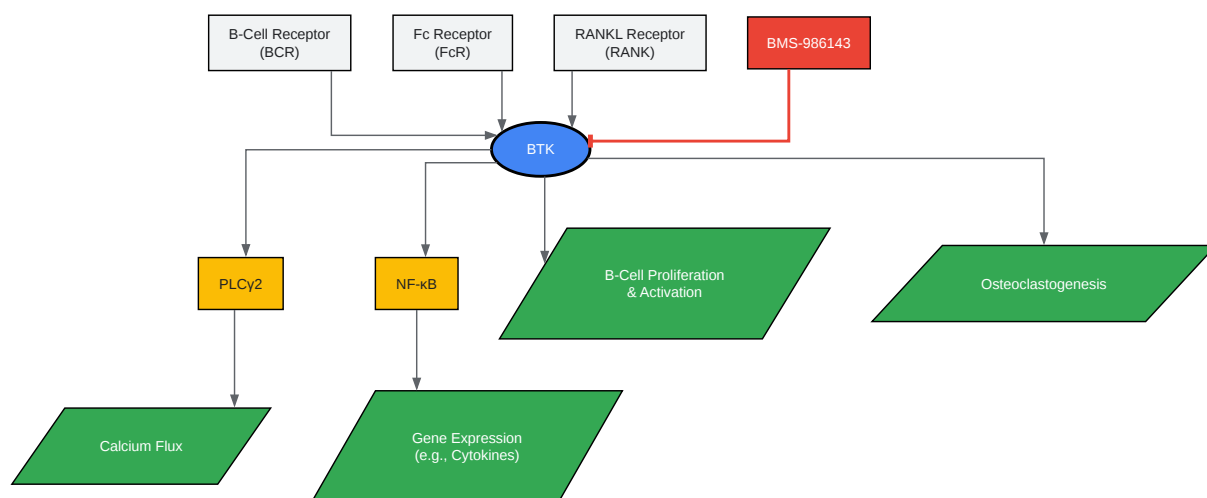 B-Cell Receptor
(BCR)
Fc Receptor
(FcR)
RANKL Receptor
(RANK)
BMS-986143
BTK
PLCγ2
NF-κB
B-Cell Proliferation
& Activation
Osteoclastogenesis
Calcium Flux
Gene Expression
(e.g., Cytokines)